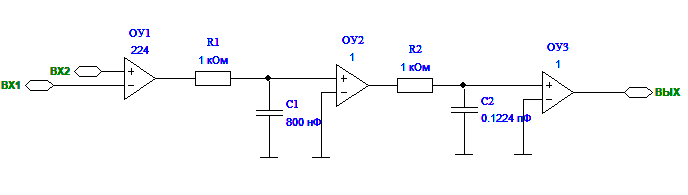 ОУ1
224
ВХ2
ВХ1
+
−
R1
1 кОм
C1
800 нФ
ОУ2
1
+
−
R2
1 кОм
C2
0.1224 пФ
ОУ3
1
+
−
ВЫХ